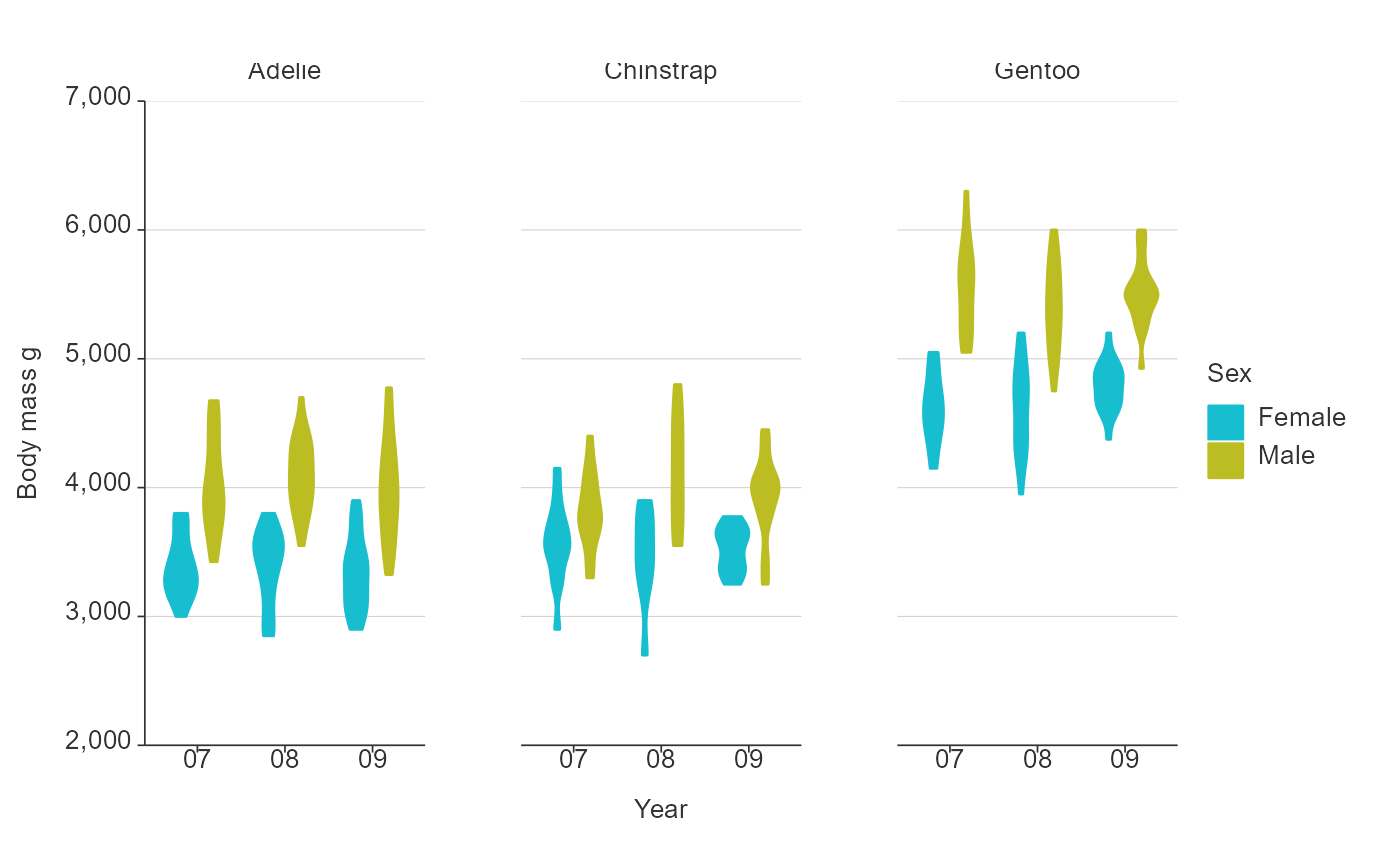 Adelie Chinstrap Gentoo
7,000
6,000
5,000
4,000
3,000
2,000
Body mass g
07 08 09 07 08 09 07 08 09
Year
Sex
Female
Male